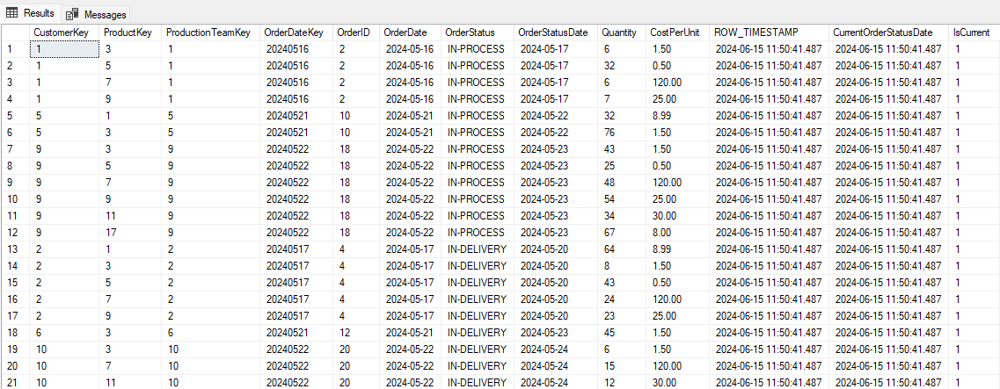 Results Messages
CustomerKey ProductKey ProductionTeamKey OrderDateKey OrderID OrderDate OrderStatus OrderStatusDate Quantity CostPerUnit ROW_TIMESTAMP CurrentOrderStatusDate IsCurrent
1 1 3 1 20240516 2 2024-05-16 IN-PROCESS 2024-05-17 6 1.50 2024-06-15 11:50:41.487 2024-06-15 11:50:41.487 1
2 1 5 1 20240516 2 2024-05-16 IN-PROCESS 2024-05-17 32 0.50 2024-06-15 11:50:41.487 2024-06-15 11:50:41.487 1
3 1 7 1 20240516 2 2024-05-16 IN-PROCESS 2024-05-17 6 120.00 2024-06-15 11:50:41.487 2024-06-15 11:50:41.487 1
4 1 9 1 20240516 2 2024-05-16 IN-PROCESS 2024-05-17 7 25.00 2024-06-15 11:50:41.487 2024-06-15 11:50:41.487 1
5 5 1 5 20240521 10 2024-05-21 IN-PROCESS 2024-05-22 32 8.99 2024-06-15 11:50:41.487 2024-06-15 11:50:41.487 1
6 5 3 5 20240521 10 2024-05-21 IN-PROCESS 2024-05-22 76 1.50 2024-06-15 11:50:41.487 2024-06-15 11:50:41.487 1
7 9 3 9 20240522 18 2024-05-22 IN-PROCESS 2024-05-23 43 1.50 2024-06-15 11:50:41.487 2024-06-15 11:50:41.487 1
8 9 5 9 20240522 18 2024-05-22 IN-PROCESS 2024-05-23 25 0.50 2024-06-15 11:50:41.487 2024-06-15 11:50:41.487 1
9 9 7 9 20240522 18 2024-05-22 IN-PROCESS 2024-05-23 48 120.00 2024-06-15 11:50:41.487 2024-06-15 11:50:41.487 1
10 9 9 9 20240522 18 2024-05-22 IN-PROCESS 2024-05-23 54 25.00 2024-06-15 11:50:41.487 2024-06-15 11:50:41.487 1
11 9 11 9 20240522 18 2024-05-22 IN-PROCESS 2024-05-23 34 30.00 2024-06-15 11:50:41.487 2024-06-15 11:50:41.487 1
12 9 17 9 20240522 18 2024-05-22 IN-PROCESS 2024-05-23 67 8.00 2024-06-15 11:50:41.487 2024-06-15 11:50:41.487 1
13 2 1 2 20240517 4 2024-05-17 IN-DELIVERY 2024-05-20 64 8.99 2024-06-15 11:50:41.487 2024-06-15 11:50:41.487 1
14 2 3 2 20240517 4 2024-05-17 IN-DELIVERY 2024-05-20 8 1.50 2024-06-15 11:50:41.487 2024-06-15 11:50:41.487 1
15 2 5 2 20240517 4 2024-05-17 IN-DELIVERY 2024-05-20 43 0.50 2024-06-15 11:50:41.487 2024-06-15 11:50:41.487 1
16 2 7 2 20240517 4 2024-05-17 IN-DELIVERY 2024-05-20 24 120.00 2024-06-15 11:50:41.487 2024-06-15 11:50:41.487 1
17 2 9 2 20240517 4 2024-05-17 IN-DELIVERY 2024-05-20 23 25.00 2024-06-15 11:50:41.487 2024-06-15 11:50:41.487 1
18 6 3 6 20240521 12 2024-05-21 IN-DELIVERY 2024-05-23 45 1.50 2024-06-15 11:50:41.487 2024-06-15 11:50:41.487 1
19 10 3 10 20240522 20 2024-05-22 IN-DELIVERY 2024-05-24 6 1.50 2024-06-15 11:50:41.487 2024-06-15 11:50:41.487 1
20 10 7 10 20240522 20 2024-05-22 IN-DELIVERY 2024-05-24 15 120.00 2024-06-15 11:50:41.487 2024-06-15 11:50:41.487 1
21 10 11 10 20240522 20 2024-05-22 IN-DELIVERY 2024-05-24 12 30.00 2024-06-15 11:50:41.487 2024-06-15 11:50:41.487 1